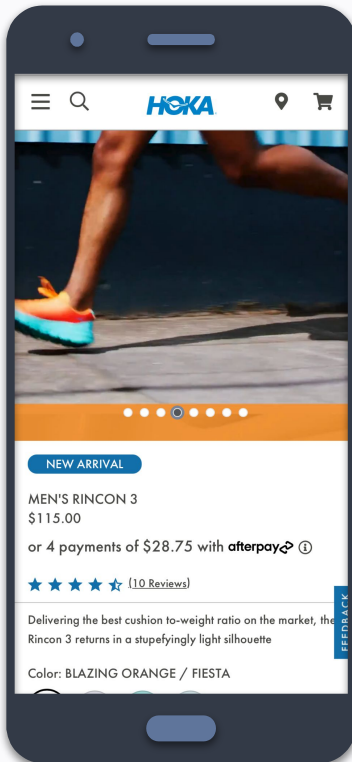 HOKA
NEW ARRIVAL
MEN'S RINCON 3
$115.00
or 4 payments of $28.75 with afterpay
(10 Reviews)
Delivering the best cushion to-weight ratio on the market, the
Rincon 3 returns in a stupefyingly light silhouette
FEEDBACK
Color: BLAZING ORANGE / FIESTA